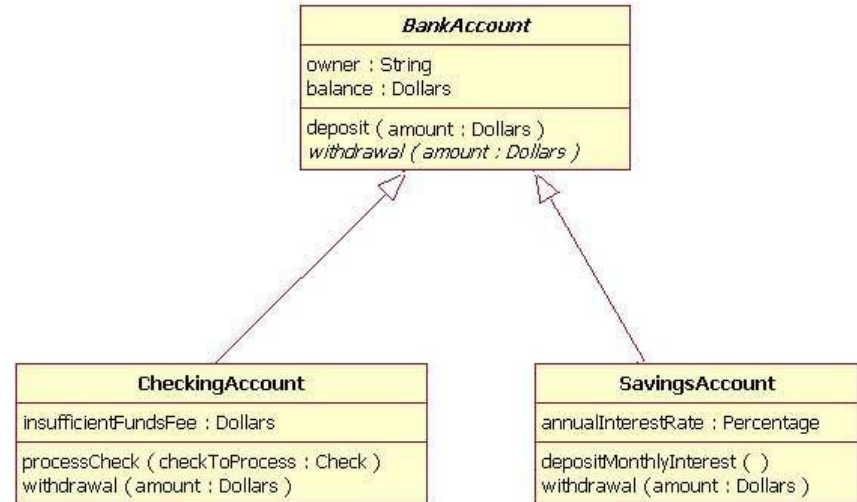 BankAccount
owner : String
balance : Dollars
deposit ( amount : Dollars )
withdrawal ( amount : Dollars )
CheckingAccount
insufficientFundsFee : Dollars
processCheck ( checkToProcess : Check )
withdrawal ( amount : Dollars )
SavingsAccount
annualInterestRate : Percentage
depositMonthlyInterest ( )
withdrawal ( amount : Dollars )